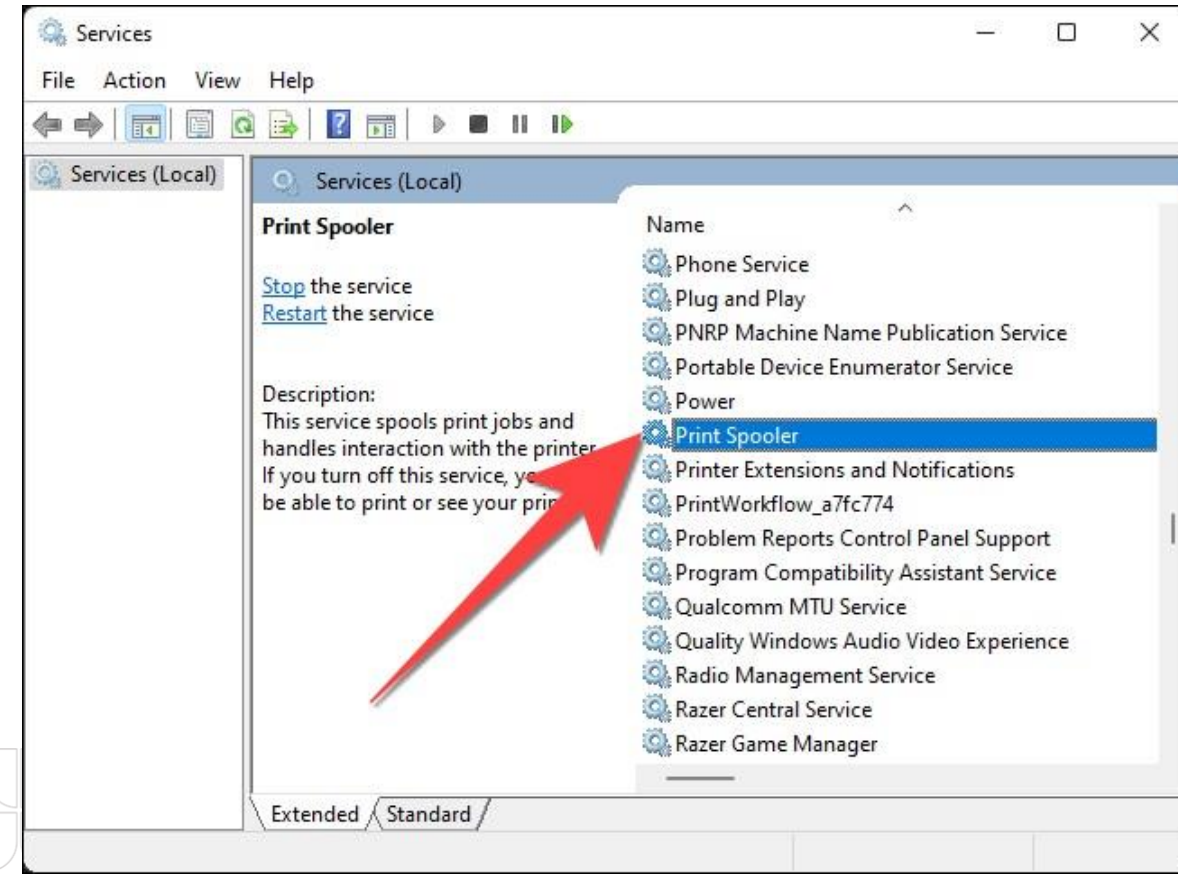 Services
File Action View Help
Services (Local)
Services (Local)
Print Spooler
Stop the service
Restart the service
Description:
This service spools print jobs and
handles interaction with the printer
If you turn off this service,
be able to print or see your
Name
Phone Service
Plug and Play
PNRP Machine Name Publication Service
Portable Device Enumerator Service
Power
Print Spooler
Printer Extensions and Notifications
PrintWorkflow_a7fc774
Problem Reports Control Panel Support
Program Compatibility Assistant Service
Qualcomm MTU Service
Quality Windows Audio Video Experience
Radio Management Service
Razer Central Service
Razer Game Manager
Extended Standard